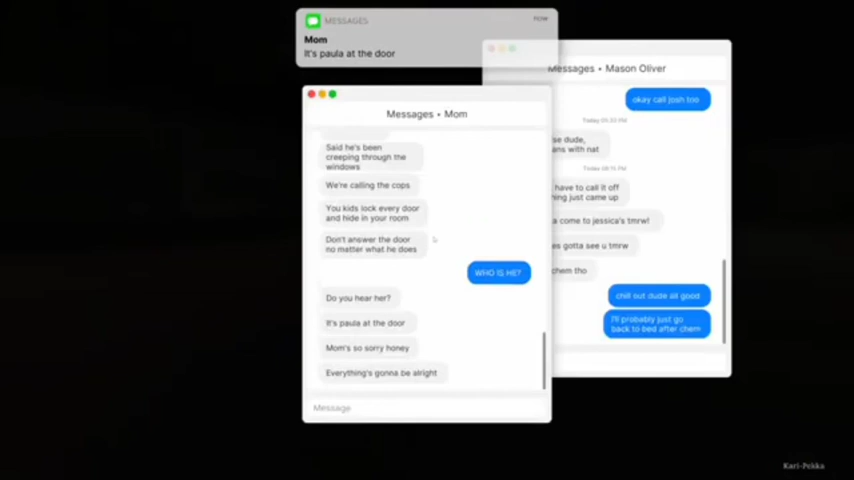 MESSAGES
now
Mom
It's paula at the door
Messages • Mom
Said he's been
creeping through the
windows
We're calling the cops
You kids lock every door
and hide in your room
Don't answer the door
no matter what he does
WHO IS HE?
Do you hear her?
It's paula at the door
Mom's so sorry honey
Everything's gonna be alright
Message
Messages • Mason Oliver
okay call josh too
se dude,
ans with nat
have to call it off
hing just came up
a come to jessica's tmrw!
es gotta see u tmrw
chem tho
chill out dude all good
I'll probably just go
back to bed after chem
Kari-Pekka